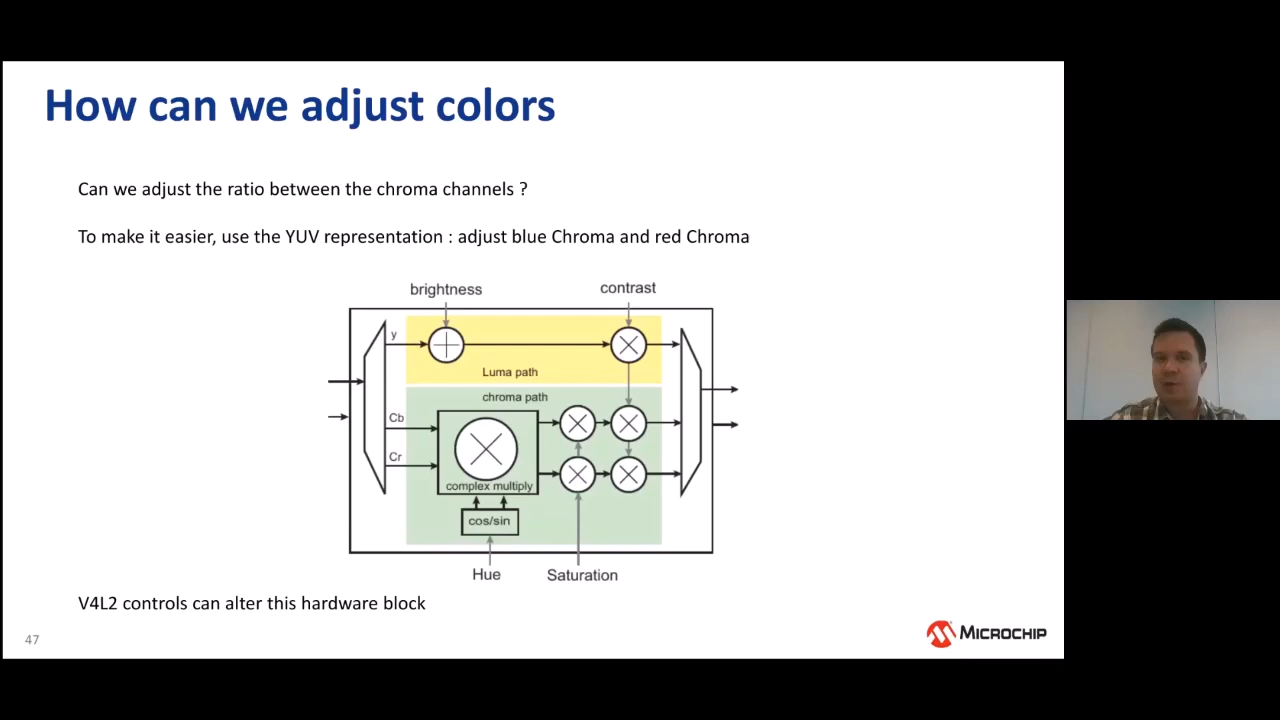 How can we adjust colors
Can we adjust the ratio between the chroma channels ?
To make it easier, use the YUV representation : adjust blue Chroma and red Chroma
brightness
contrast
y
Luma path
chroma path
Cb
Cr
complex multiply
cos/sin
Hue
Saturation
V4L2 controls can alter this hardware block
47
MICROCHIP